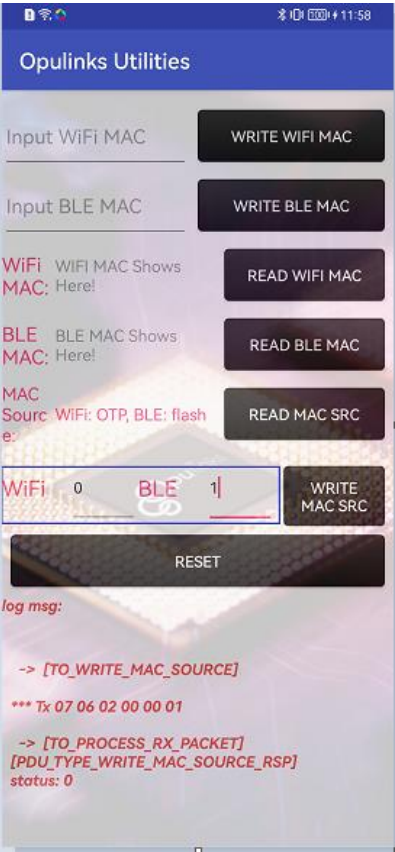 100 11:58
Opulinks Utilities
Input WiFi MAC WRITE WIFI MAC
Input BLE MAC WRITE BLE MAC
WiFi MAC: WIFI MAC Shows Here! READ WIFI MAC
BLE MAC: BLE MAC Shows Here! READ BLE MAC
MAC Sourc e: WiFi: OTP, BLE: flash READ MAC SRC
WiFi 0 BLE 1 WRITE MAC SRC
RESET
log msg:
-> [TO_WRITE_MAC_SOURCE]
*** Tx 07 06 02 00 00 01
-> [TO_PROCESS_RX_PACKET]
[PDU_TYPE_WRITE_MAC_SOURCE_RSP]
status: 0